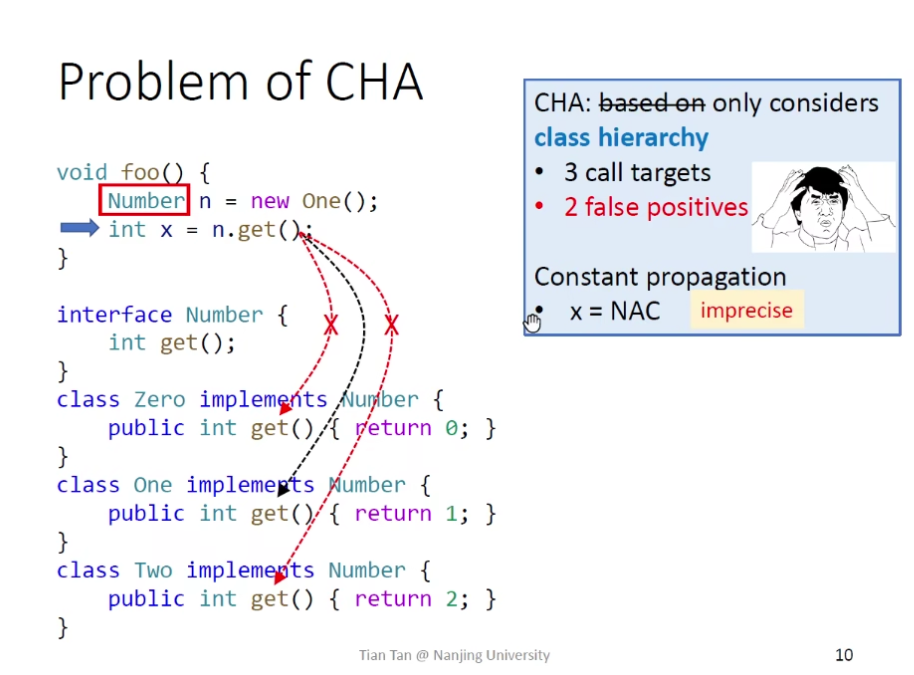 Problem of CHA
void foo() {
    Number n = new One();
    int x = n.get();
}
interface Number {
    int get();
}
class Zero implements Number {
    public int get() { return 0; }
}
class One implements Number {
    public int get() { return 1; }
}
class Two implements Number {
    public int get() { return 2; }
}
CHA: based on only considers
class hierarchy
• 3 call targets
• 2 false positives
Constant propagation
• x = NAC imprecise
Tian Tan @ Nanjing University
10